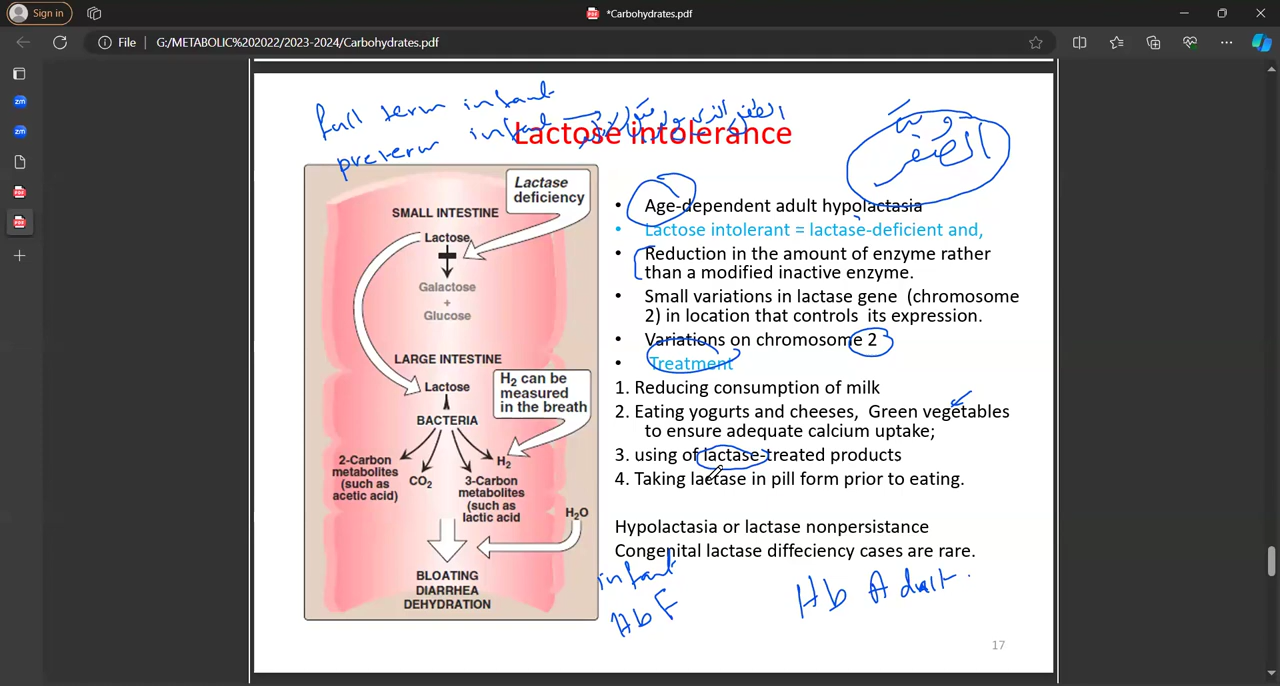 Sign in
*Carbohydrates.pdf
File G:/METABOLIC%202022/2023-2024/Carbohydrates.pdf
zm
zm
PDF
PDF
full term infant
preterm infant
Lactose intolerance
الصفر
Lactase
deficiency
SMALL INTESTINE
Lactose
Galactose
+
Glucose
LARGE INTESTINE
Lactose
H2 can be
measured
in the breath
BACTERIA
2-Carbon
metabolites
(such as
acetic acid)
CO2
H2
3-Carbon
metabolites
(such as
lactic acid
H2O
BLOATING
DIARRHEA
DEHYDRATION
• Age-dependent adult hypolactasia
• Lactose intolerant = lactase-deficient and,
• Reduction in the amount of enzyme rather
than a modified inactive enzyme.
• Small variations in lactase gene (chromosome
2) in location that controls its expression.
• Variations on chromosome 2
• Treatment
1. Reducing consumption of milk
2. Eating yogurts and cheeses, Green vegetables
to ensure adequate calcium uptake;
3. using of lactase-treated products
4. Taking lactase in pill form prior to eating.
Hypolactasia or lactase nonpersistance
Congenital lactase diffeciency cases are rare.
infant
HbF
Hb Adult
17